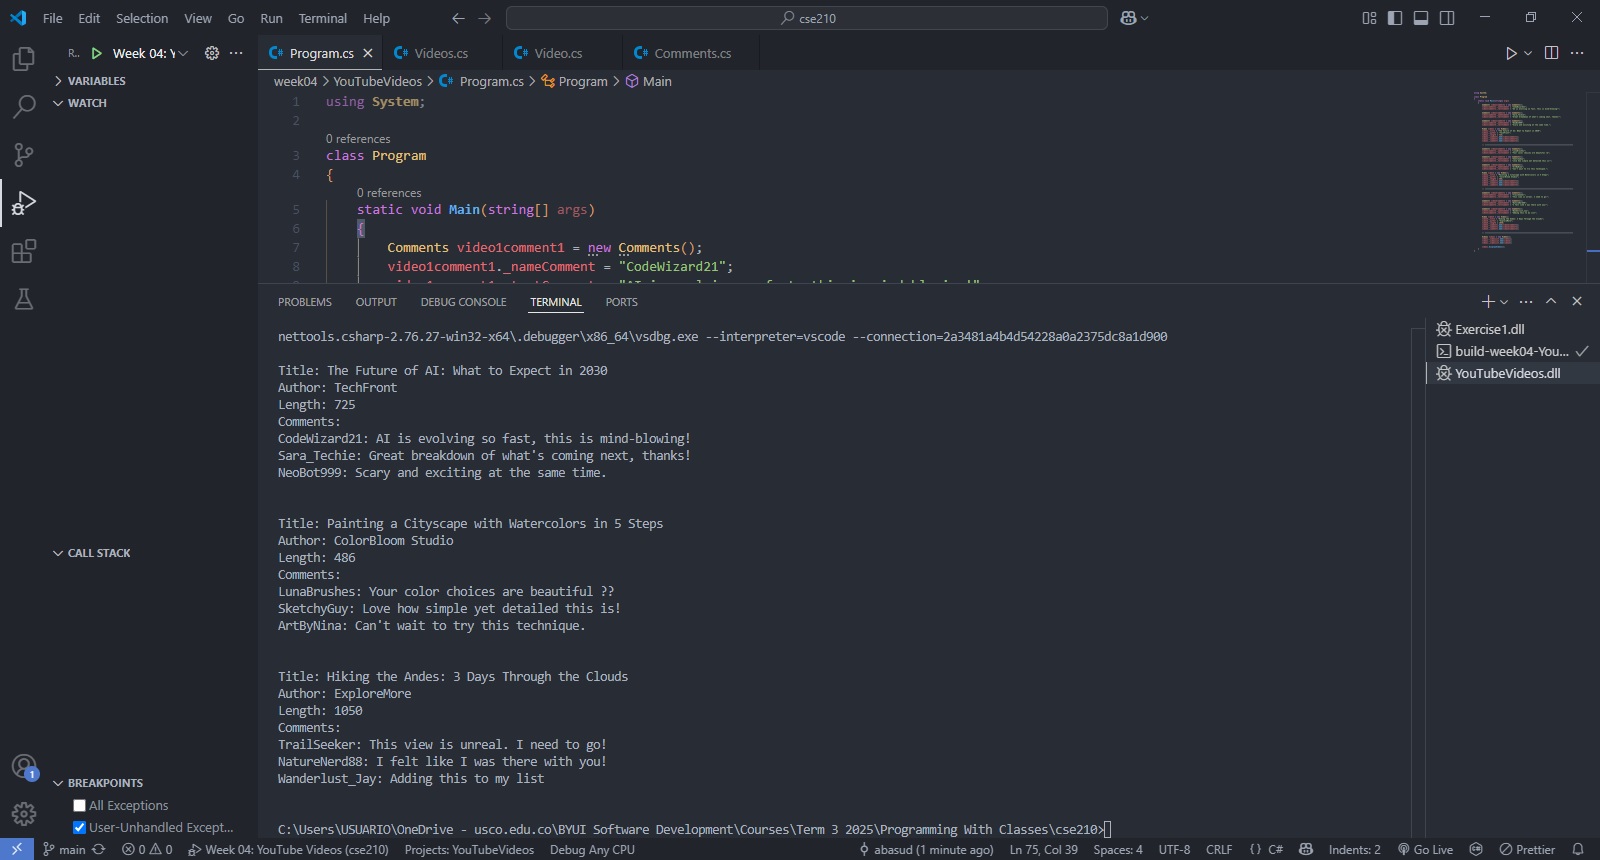 File Edit Selection View Go Run Terminal Help
cse210
R.. Week 04: Y
Program.cs
Videos.cs
Video.cs
Comments.cs
VARIABLES
WATCH
CALL STACK
BREAKPOINTS
All Exceptions
User-Unhandled Except...
1
week04 > YouTubeVideos > Program.cs > Program > Main
1 using System;
2
0 references
3 class Program
4 {
0 references
5 static void Main(string[] args)
6 {
7 Comments video1comment1 = new Comments();
8 video1comment1._nameComment = "CodeWizard21";
PROBLEMS OUTPUT DEBUG CONSOLE TERMINAL PORTS
nettools.csharp-2.76.27-win32-x64\.debugger\x86_64\vsdbg.exe --interpreter=vscode --connection=2a3481a4b4d54228a0a2375dc8a1d900
Title: The Future of AI: What to Expect in 2030
Author: TechFront
Length: 725
Comments:
CodeWizard21: AI is evolving so fast, this is mind-blowing!
Sara_Techie: Great breakdown of what's coming next, thanks!
NeoBot999: Scary and exciting at the same time.
Title: Painting a Cityscape with Watercolors in 5 Steps
Author: ColorBloom Studio
Length: 486
Comments:
LunaBrushes: Your color choices are beautiful ??
SketchyGuy: Love how simple yet detailed this is!
ArtByNina: Can't wait to try this technique.
Title: Hiking the Andes: 3 Days Through the Clouds
Author: ExploreMore
Length: 1050
Comments:
TrailSeeker: This view is unreal. I need to go!
NatureNerd88: I felt like I was there with you!
Wanderlust_Jay: Adding this to my list
C:\Users\USUARIO\OneDrive - usco.edu.co\BYUI Software Development\Courses\Term 3 2025\Programming With Classes\cse210>
Exercise1.dll
build-week04-You...
YouTubeVideos.dll
main 0 0 Week 04: YouTube Videos (cse210) Projects: YouTubeVideos Debug Any CPU abasud (1 minute ago) Ln 75, Col 39 Spaces: 4 UTF-8 CRLF {} C# Indents: 2 Go Live Prettier